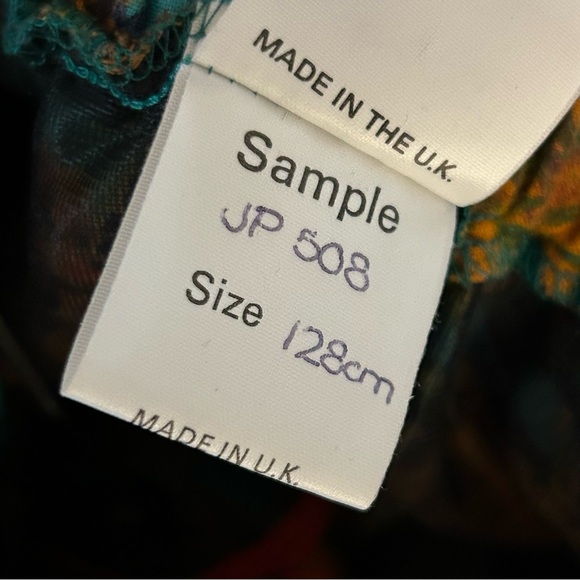 MADE IN THE U.K.
Sample
JP 508
Size 128cm
MADE IN U.K.